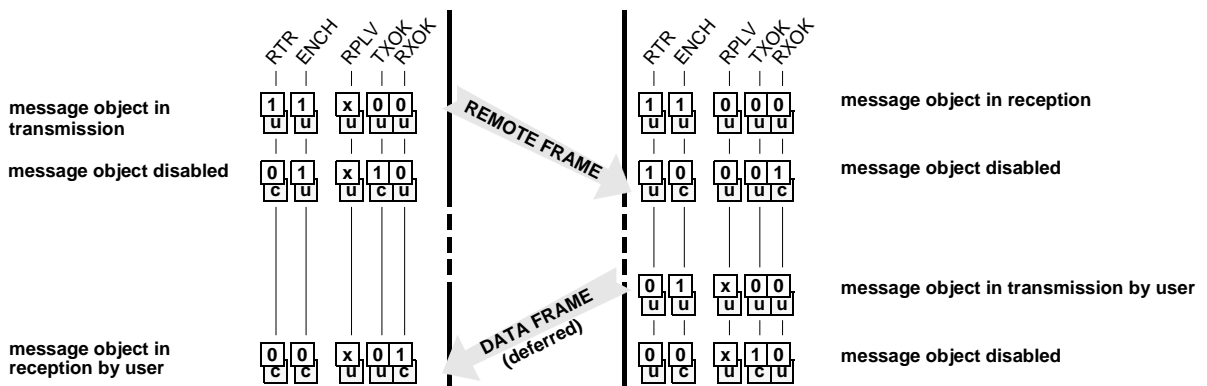 RTR ENCH RPLV TXOK RXOK
RTR ENCH RPLV TXOK RXOK
message object in
transmission
1 1 x 0 0
u u u u u
REMOTE FRAME
1 1 0 0 0
u u u u u
message object in reception
message object disabled
0 1 x 1 0
c u u c u
1 0 0 0 1
u c u u c
message object disabled
0 1 x 0 0
u u u u u
message object in transmission by user
DATA FRAME
(deferred)
message object in
reception by user
0 0 x 0 1
c c u u c
0 0 x 1 0
u c u c u
message object disabled